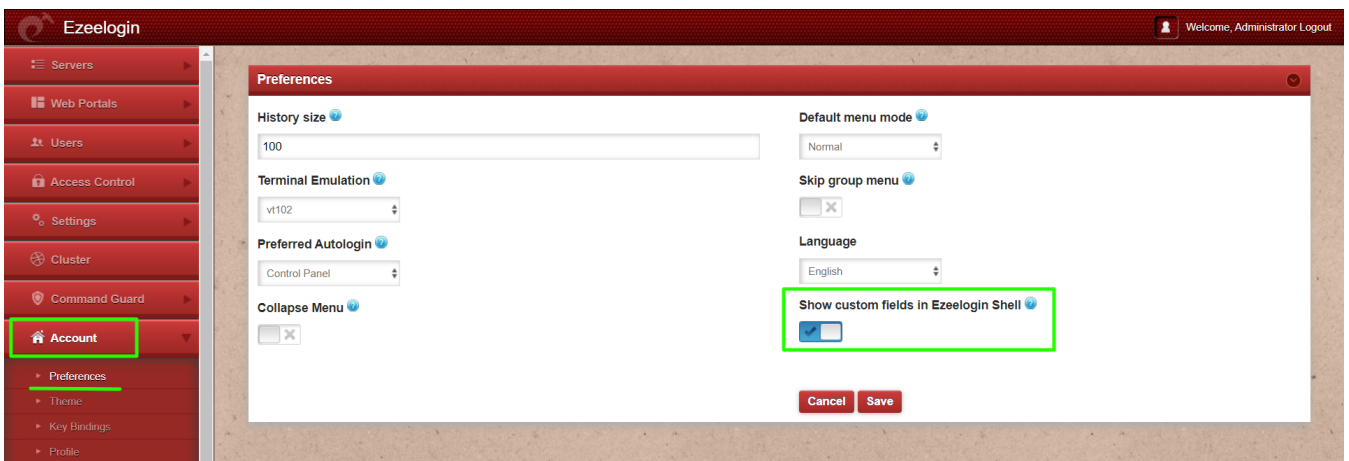 Ezeelogin
Welcome, Administrator Logout
Servers
Web Portals
Users
Access Control
Settings
Cluster
Command Guard
Account
Preferences
Theme
Key Bindings
Profile
Preferences
History size
100
Terminal Emulation
vt102
Preferred Autologin
Control Panel
Collapse Menu
Default menu mode
Normal
Skip group menu
Language
English
Show custom fields in Ezeelogin Shell
Cancel Save